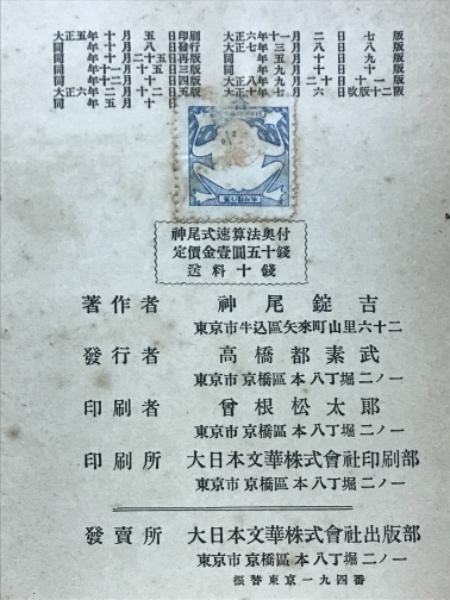 大正五年十月五日印刷
同年十月八日發行
同年十月二十五日再版
同年十一月十五日三版
同年十二月十日四版
大正六年二月十二日五版
同年五月十日
大正六年十一月二日七版
大正七年三月八日八版
同年五月十日九版
同年九月十日十版
大正八年九月二十日十一版
大正十年七月六日改版十二版
神尾式速算法奥付
定價金壹圓五十錢
送料十錢
著作者 神尾錠吉
東京市牛込區矢來町山里六十二
發行者 高橋都素武
東京市京橋區本八丁堀二ノ一
印刷者 曾根松太郎
東京市京橋區本八丁堀二ノ一
印刷所 大日本文華株式會社印刷部
東京市京橋區本八丁堀二ノ一
發賣所 大日本文華株式會社出版部
東京市京橋區本八丁堀二ノ一
振替東京一九四番